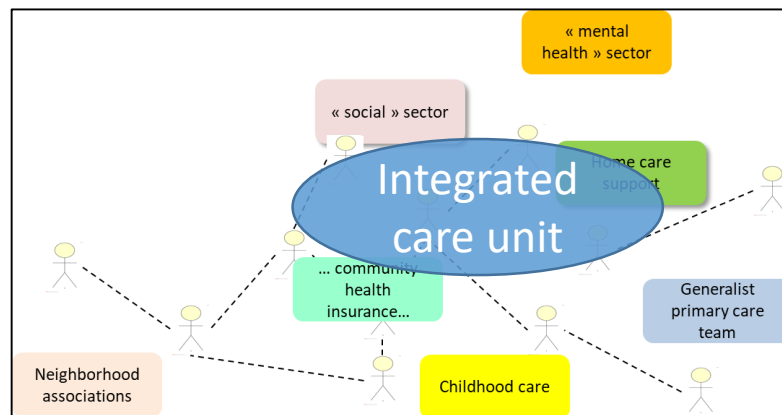 « mental
health » sector
« social » sector
Home care
support
Integrated
care unit
... community
health
insurance...
Generalist
primary care
team
Neighborhood
associations
Childhood care